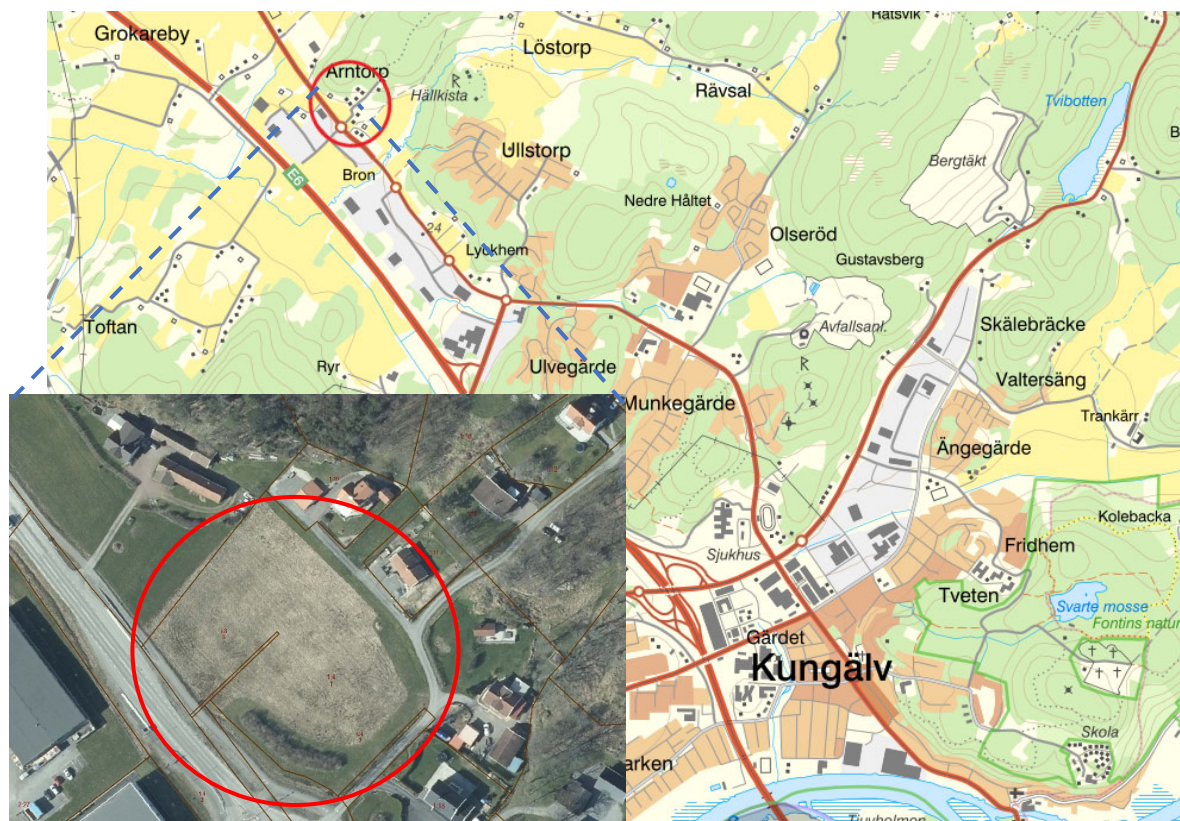 Grokareby
Ratsvik
Löstorp
Arntorp
Hällkista
R
Rävsal
Tvibotten
Ullstorp
Bergtäkt
E6
Bron
Nedre Håltet
24
Olseröd
Lyckhem
Gustavsberg
Toftan
Avfallsanl.
Skälebräcke
Ryr
Ulvegärde
R
Valtersäng
Munkegärde
Trankärr
Ängegärde
Kolebacka
Sjukhus
Fridhem
Tveten
Svarte mosse
Fontins natur
Gärdet
Kungälv
Skola
arken
Tjuvholmen